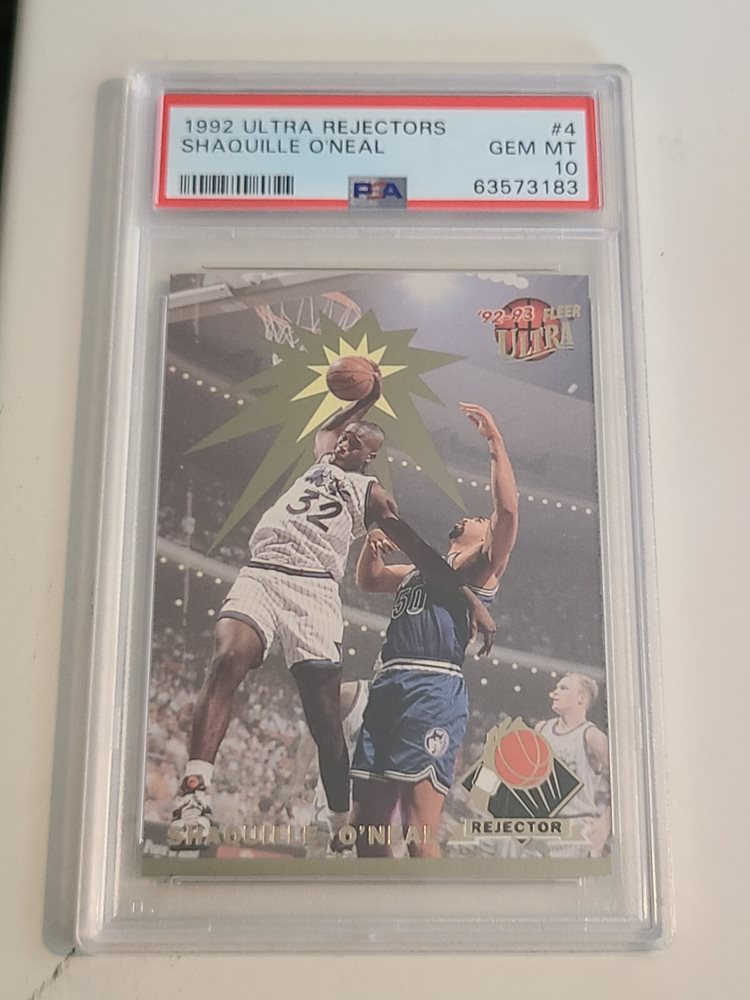 1992 ULTRA REJECTORS #4
SHAQUILLE O'NEAL GEM MT
10
PSA 63573183
'92-93 FLEER
ULTRA
32
50
SHAQUILLE O'NEAL
REJECTOR